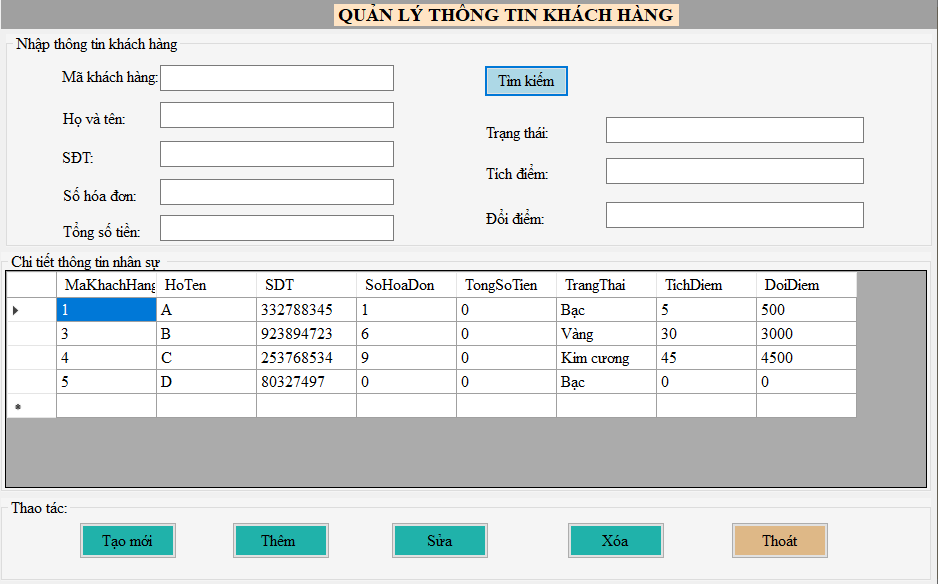 QUẢN LÝ THÔNG TIN KHÁCH HÀNG
Nhập thông tin khách hàng
Mã khách hàng:
Tìm kiếm
Họ và tên:
Trạng thái:
SĐT:
Tích điểm:
Số hóa đơn:
Đổi điểm:
Tổng số tiền:
Chi tiết thông tin nhân sự
MaKhachHang HoTen SDT SoHoaDon TongSoTien TrangThai TichDiem DoiDiem
1 A 332788345 1 0 Bạc 5 500
3 B 923894723 6 0 Vàng 30 3000
4 C 253768534 9 0 Kim cương 45 4500
5 D 80327497 0 0 Bạc 0 0
Thao tác:
Tạo mới Thêm Sửa Xóa Thoát